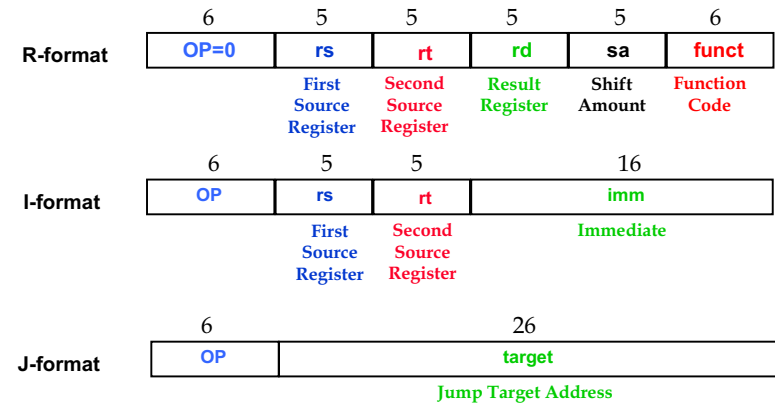 6 5 5 5 5 6
R-format OP=0 rs rt rd sa funct
First Second Result Shift Function
Source Source Register Amount Code
Register Register
6 5 5 16
I-format OP rs rt imm
First Second Immediate
Source Source
Register Register
6 26
J-format OP target
Jump Target Address